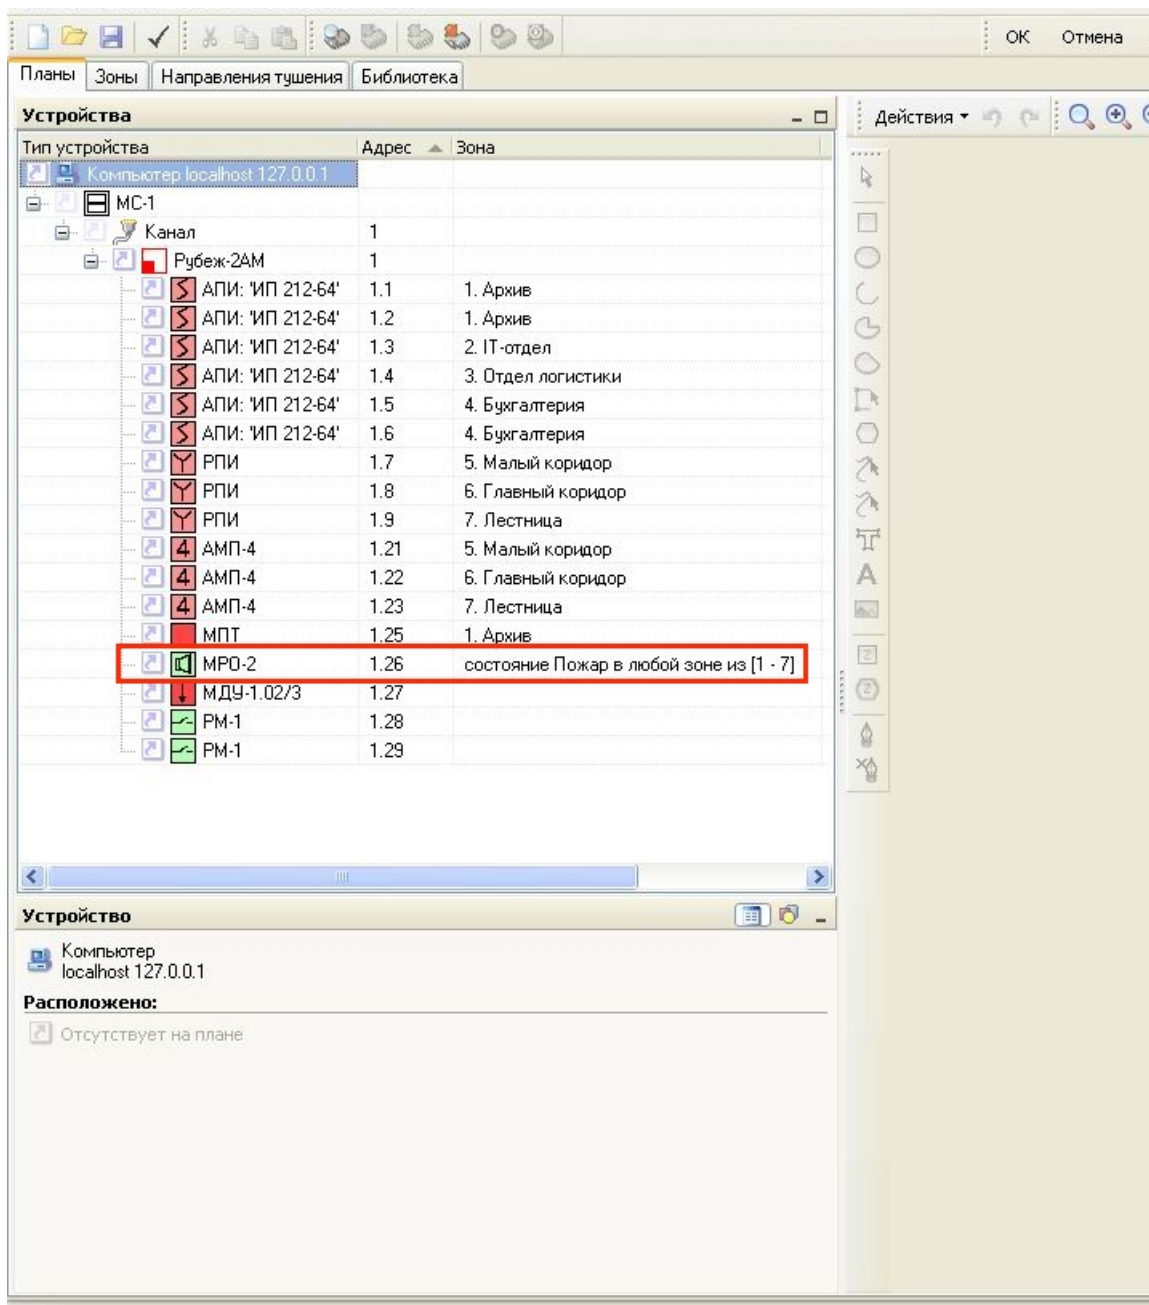 ОК Отмена
Планы Зоны Направления тушения Библиотека
Устройства
Действия
Тип устройства Адрес Зона
Компьютер localhost 127.0.0.1
МС-1
Канал 1
Рубеж-2АМ 1
АПИ: 'ИП 212-64' 1.1 1. Архив
АПИ: 'ИП 212-64' 1.2 1. Архив
АПИ: 'ИП 212-64' 1.3 2. IT-отдел
АПИ: 'ИП 212-64' 1.4 3. Отдел логистики
АПИ: 'ИП 212-64' 1.5 4. Бухгалтерия
АПИ: 'ИП 212-64' 1.6 4. Бухгалтерия
РПИ 1.7 5. Малый коридор
РПИ 1.8 6. Главный коридор
РПИ 1.9 7. Лестница
4 АМП-4 1.21 5. Малый коридор
4 АМП-4 1.22 6. Главный коридор
4 АМП-4 1.23 7. Лестница
МПТ 1.25 1. Архив
МРО-2 1.26 состояние Пожар в любой зоне из [1 - 7]
МДУ-1.02/3 1.27
РМ-1 1.28
РМ-1 1.29
Устройство
Компьютер
localhost 127.0.0.1
Расположено:
Отсутствует на плане